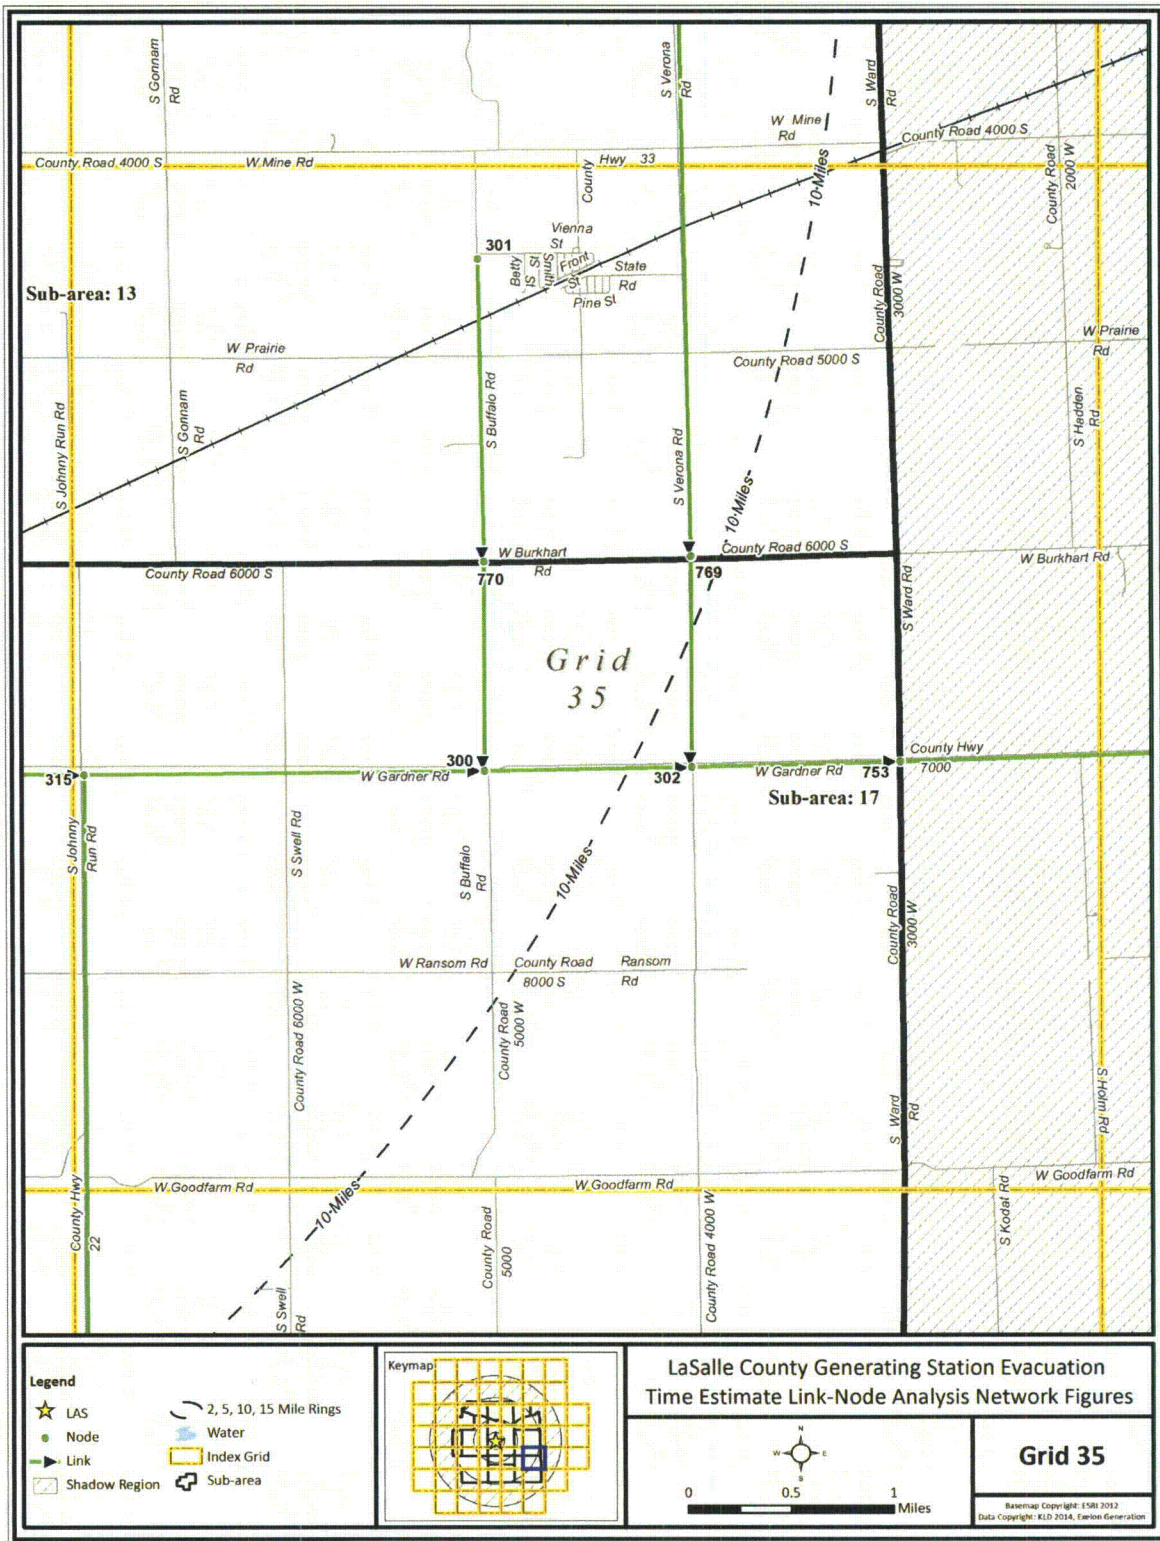 S Gonnam
Rd
S Verona
Rd
S Ward
Rd
W Mine
Rd
County Road 4000 S
County Road 4000 S
W Mine Rd
Hwy 33
County
10-Miles
County Road
2000 W
301
Vienna
St
Betty
St
Smith
St
Front
St
State
Rd
Pine St
Sub-area: 13
County Road
3000 W
W Prairie
Rd
County Road 5000 S
W Prairie
Rd
S Johnny Run Rd
S Gonnam
Rd
S Buffalo Rd
S Verona Rd
S Hadden
Rd
10-Miles
W Burkhart
Rd
County Road 6000 S
W Burkhart Rd
County Road 6000 S
770
769
S Ward Rd
Grid
35
300
County Hwy
7000
315
W Gardner Rd
302
W Gardner Rd
753
Sub-area: 17
S Johnny
Run Rd
S Swell Rd
S Buffalo
Rd
10-Miles
County Road
3000 W
W Ransom Rd
County Road
8000 S
Ransom
Rd
County Road 6000 W
County Road
5000 W
S Ward
Rd
S Holm Rd
W Goodfarm Rd
W Goodfarm Rd
W Goodfarm Rd
County Hwy
22
10-Miles
County Road
5000
County Road 4000 W
S Kodat Rd
S Swell
Rd
Legend
LAS
Node
Link
Shadow Region
2, 5, 10, 15 Mile Rings
Water
Index Grid
Sub-area
Keymap
LaSalle County Generating Station Evacuation
Time Estimate Link-Node Analysis Network Figures
N
W E
S
0 0.5 1
Miles
Grid 35
Basemap Copyright: ESRI 2012
Data Copyright: KLD 2014, Exelon Generation